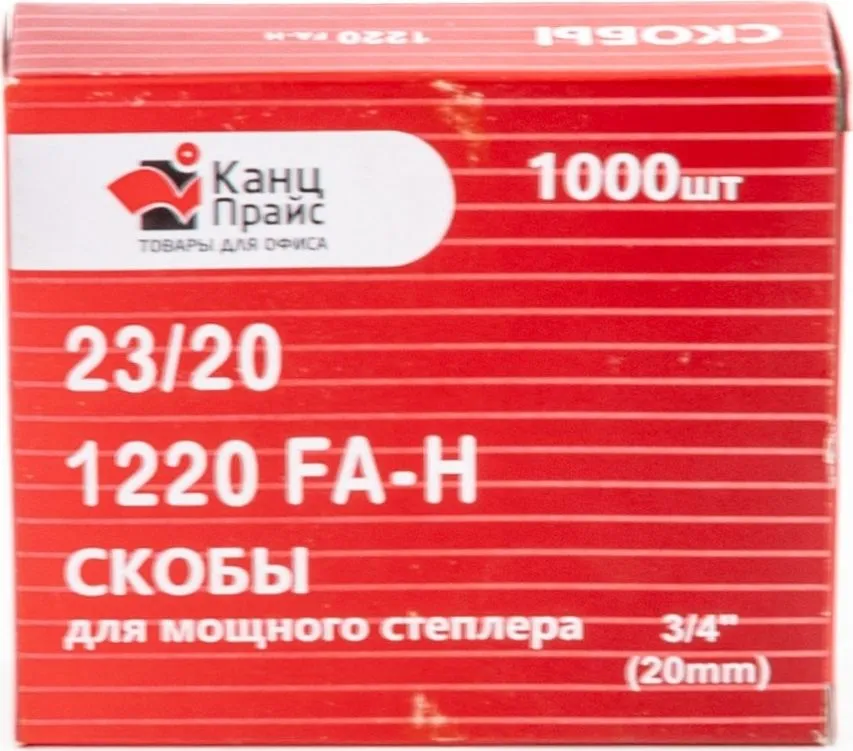 СКОБЫ
1220 FA-H
Канц
Прайс
ТОВАРЫ ДЛЯ ОФИСА
1000шт
23/20
1220 FA-H
СКОБЫ
для мощного степлера
3/4"
(20mm)